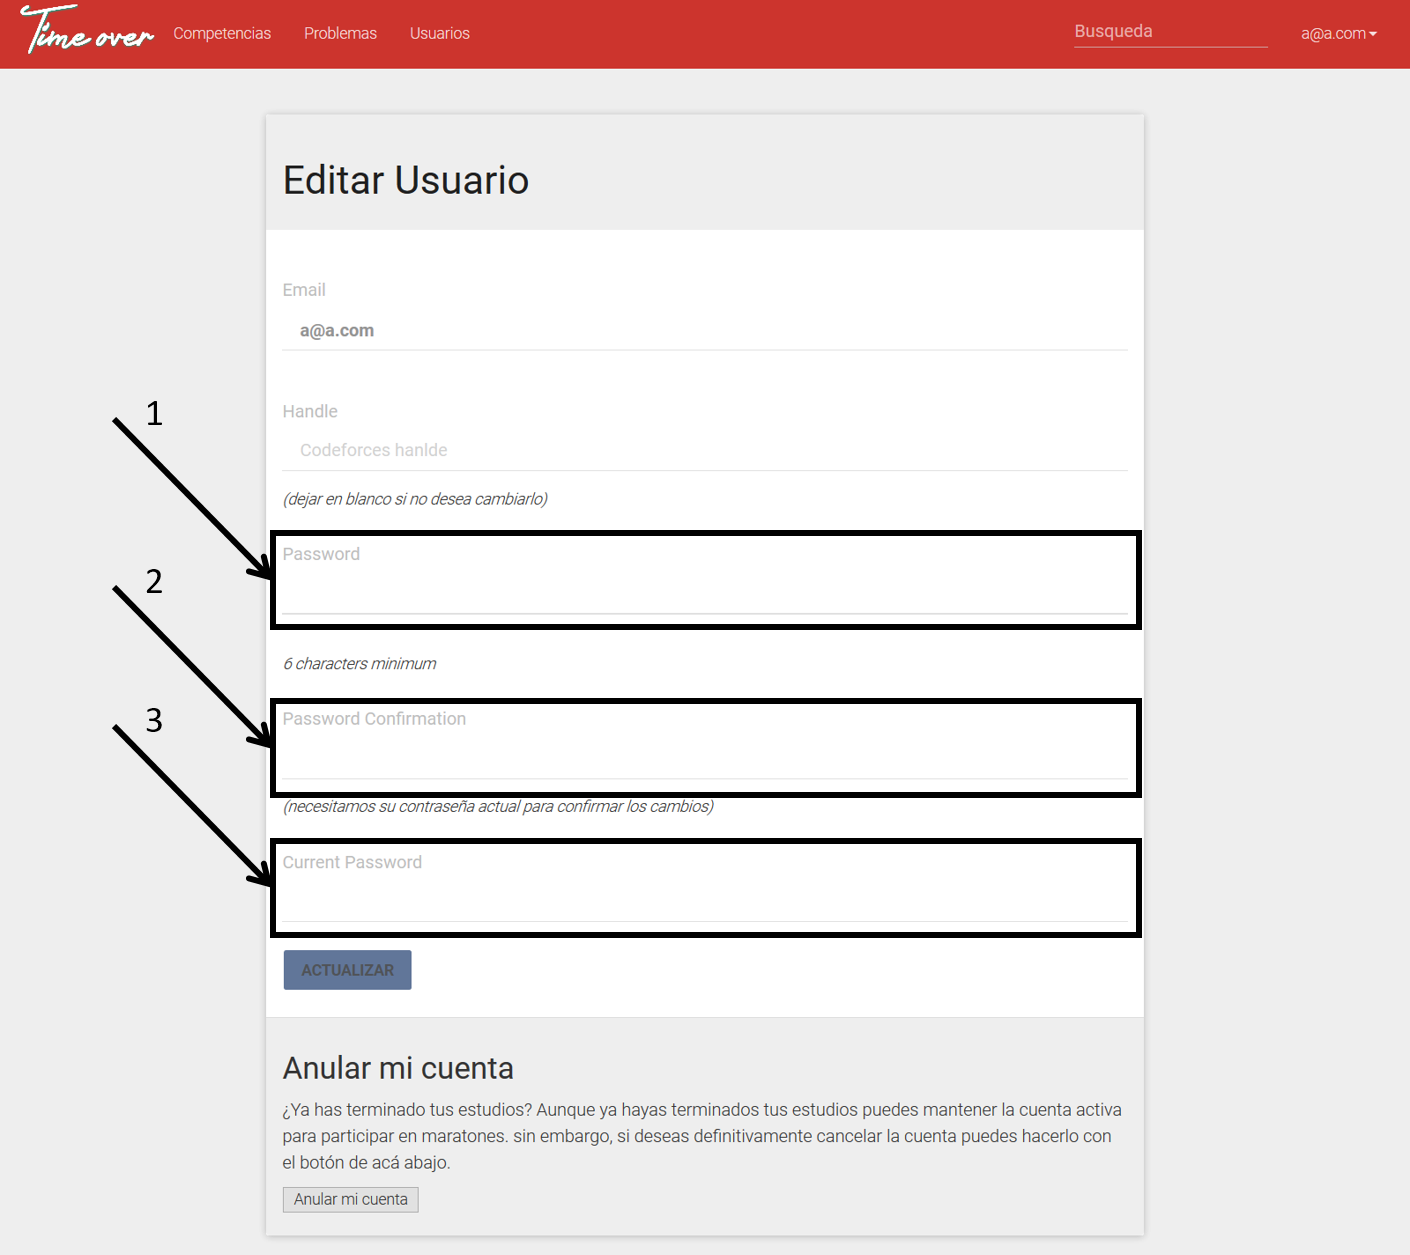 Time over
Competencias
Problemas
Usuarios
Busqueda
a@a.com
Editar Usuario
Email
a@a.com
1
Handle
Codeforces hanlde
(dejar en blanco si no desea cambiarlo)
Password
2
6 characters minimum
3
Password Confirmation
(necesitamos su contraseña actual para confirmar los cambios)
Current Password
ACTUALIZAR
Anular mi cuenta
¿Ya has terminado tus estudios? Aunque ya hayas terminados tus estudios puedes mantener la cuenta activa
para participar en maratones. sin embargo, si deseas definitivamente cancelar la cuenta puedes hacerlo con
el botón de acá abajo.
Anular mi cuenta